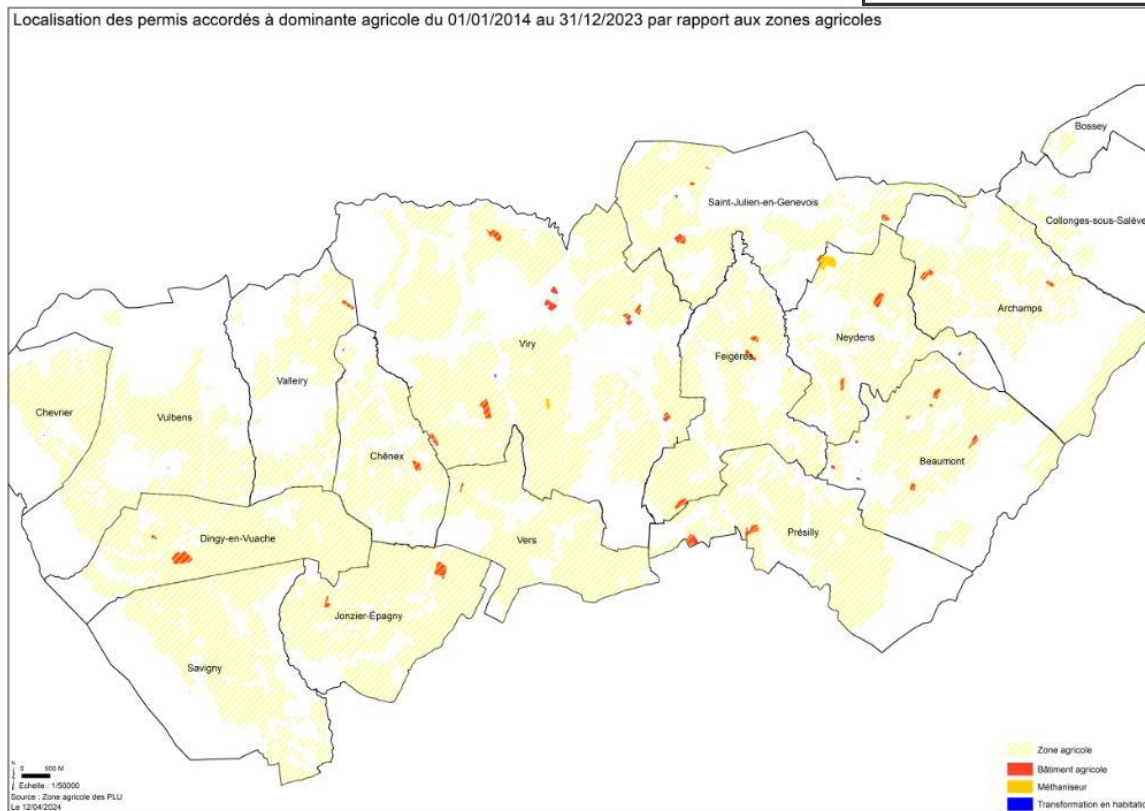 Localisation des permis accordés à dominante agricole du 01/01/2014 au 31/12/2023 par rapport aux zones agricoles
Bossey
Saint-Julien-en-Genevois
Collonges-sous-Salève
Archamps
Viry
Neydens
Feigères
Valleiry
Chevrier
Vulbens
Chênex
Beaumont
Dingy-en-Vuache
Vers
Présilly
Jonzier-Épagny
Savigny
0 500 M
Echelle : 1/50000
Source : Zone agricole des PLU
Le 12/04/2024
Zone agricole
Bâtiment agricole
Méthaniseur
Transformation en habitatio